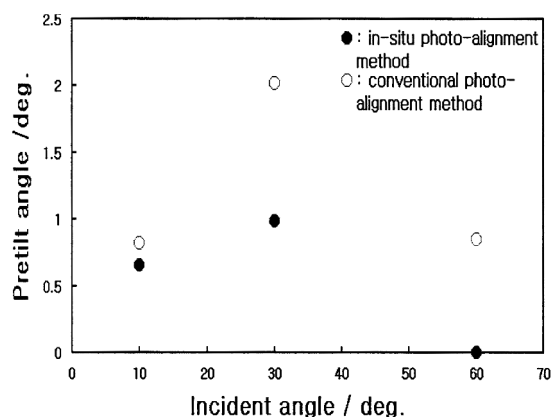 ●: in-situ photo-alignment
method
○: conventional photo-
alignment method
Pretilt angle /deg.
2.5
2
1.5
1
0.5
0
0 10 20 30 40 50 60 70
Incident angle / deg.